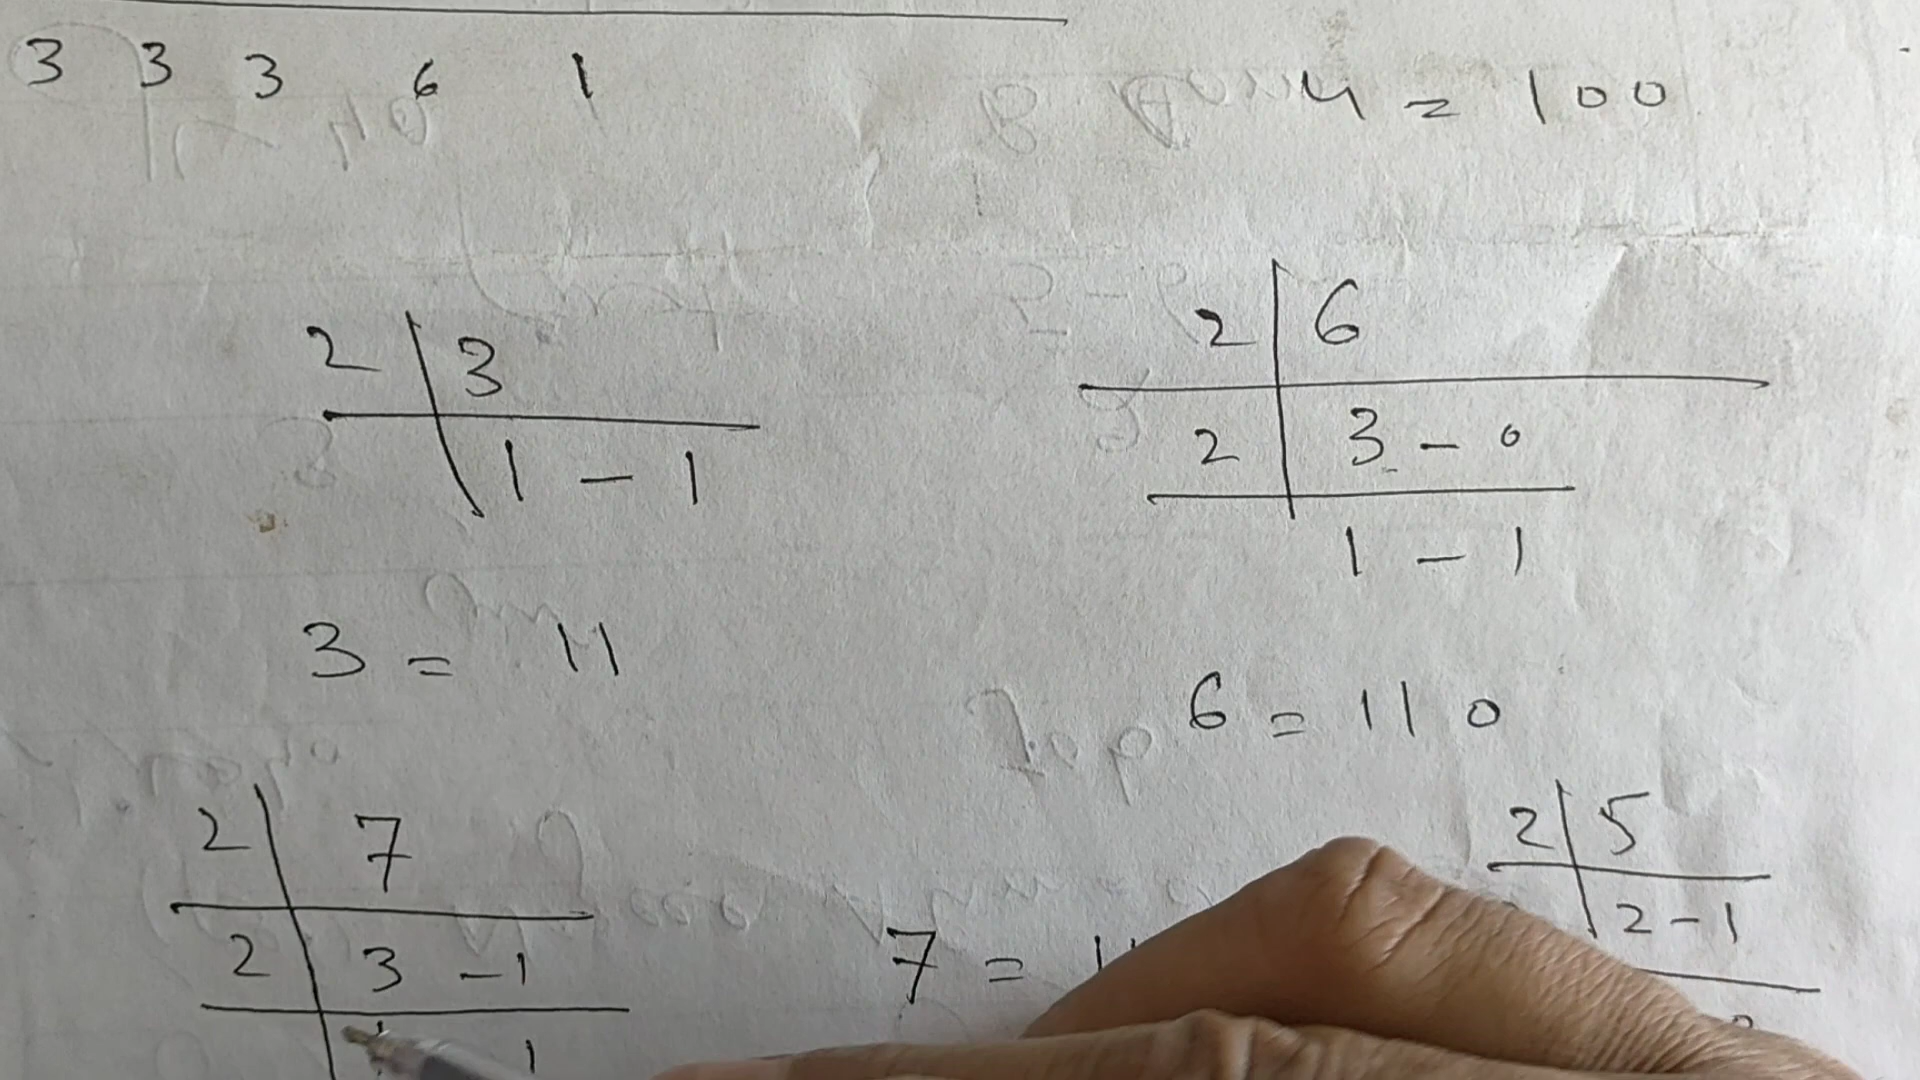 3 3 3 6 1
4 = 100
2 3
1 - 1
3 = 11
2 6
2 3 - 0
1 - 1
6 = 110
2 7
2 3 - 1
1
7 = 1
2 5
2 - 1